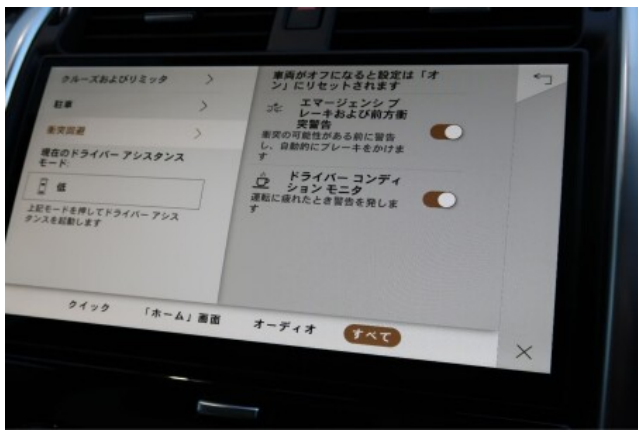 クルーズおよびリミッタ
駐車
衝突回避
現在のドライバー アシスタンス
モード:
低
上記モードを押してドライバー アシス
タンスを起動します
車両がオフになると設定は「オ
ン」にリセットされます
エマージェンシ ブ
レーキおよび前方衝
突警告
衝突の可能性がある前に警告
し、自動的にブレーキをかけま
す
ドライバー コンディ
ション モニタ
運転に疲れたとき警告を発しま
す
クイック
「ホーム」画面
オーディオ
すべて